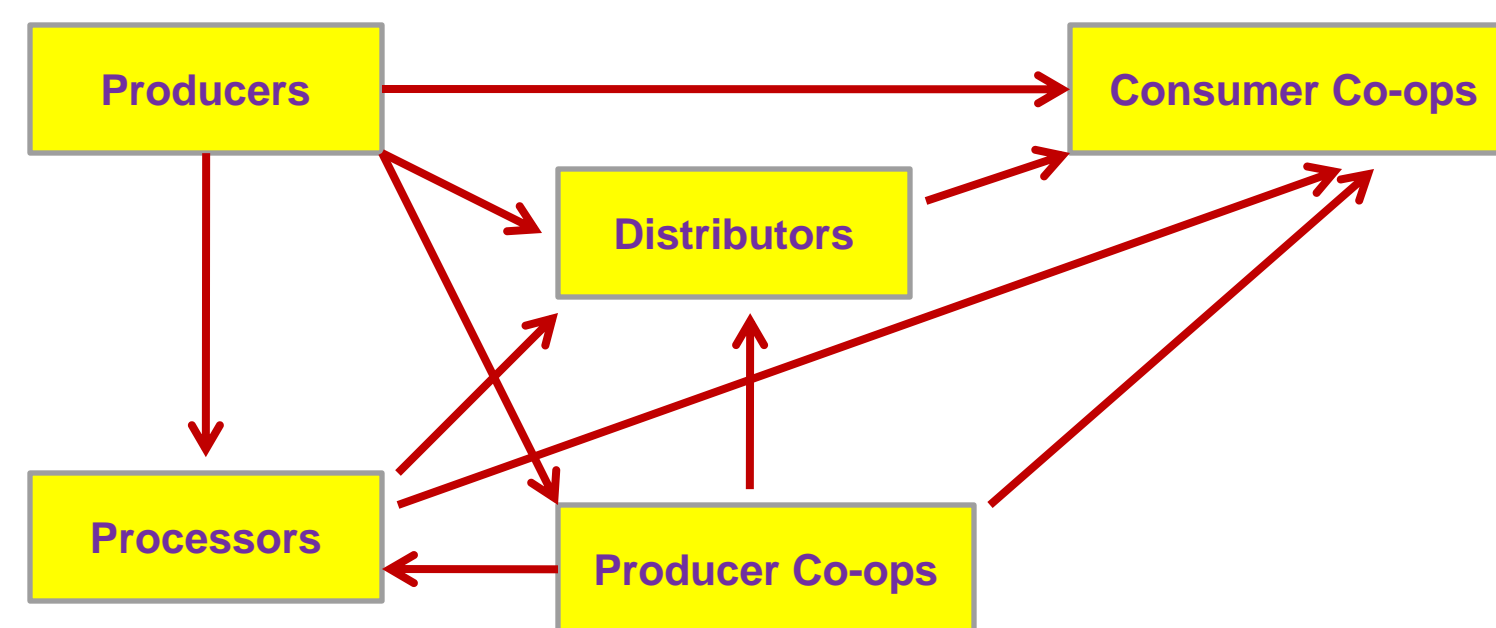 Producers
Consumer Co-ops
Distributors
Processors
Producer Co-ops